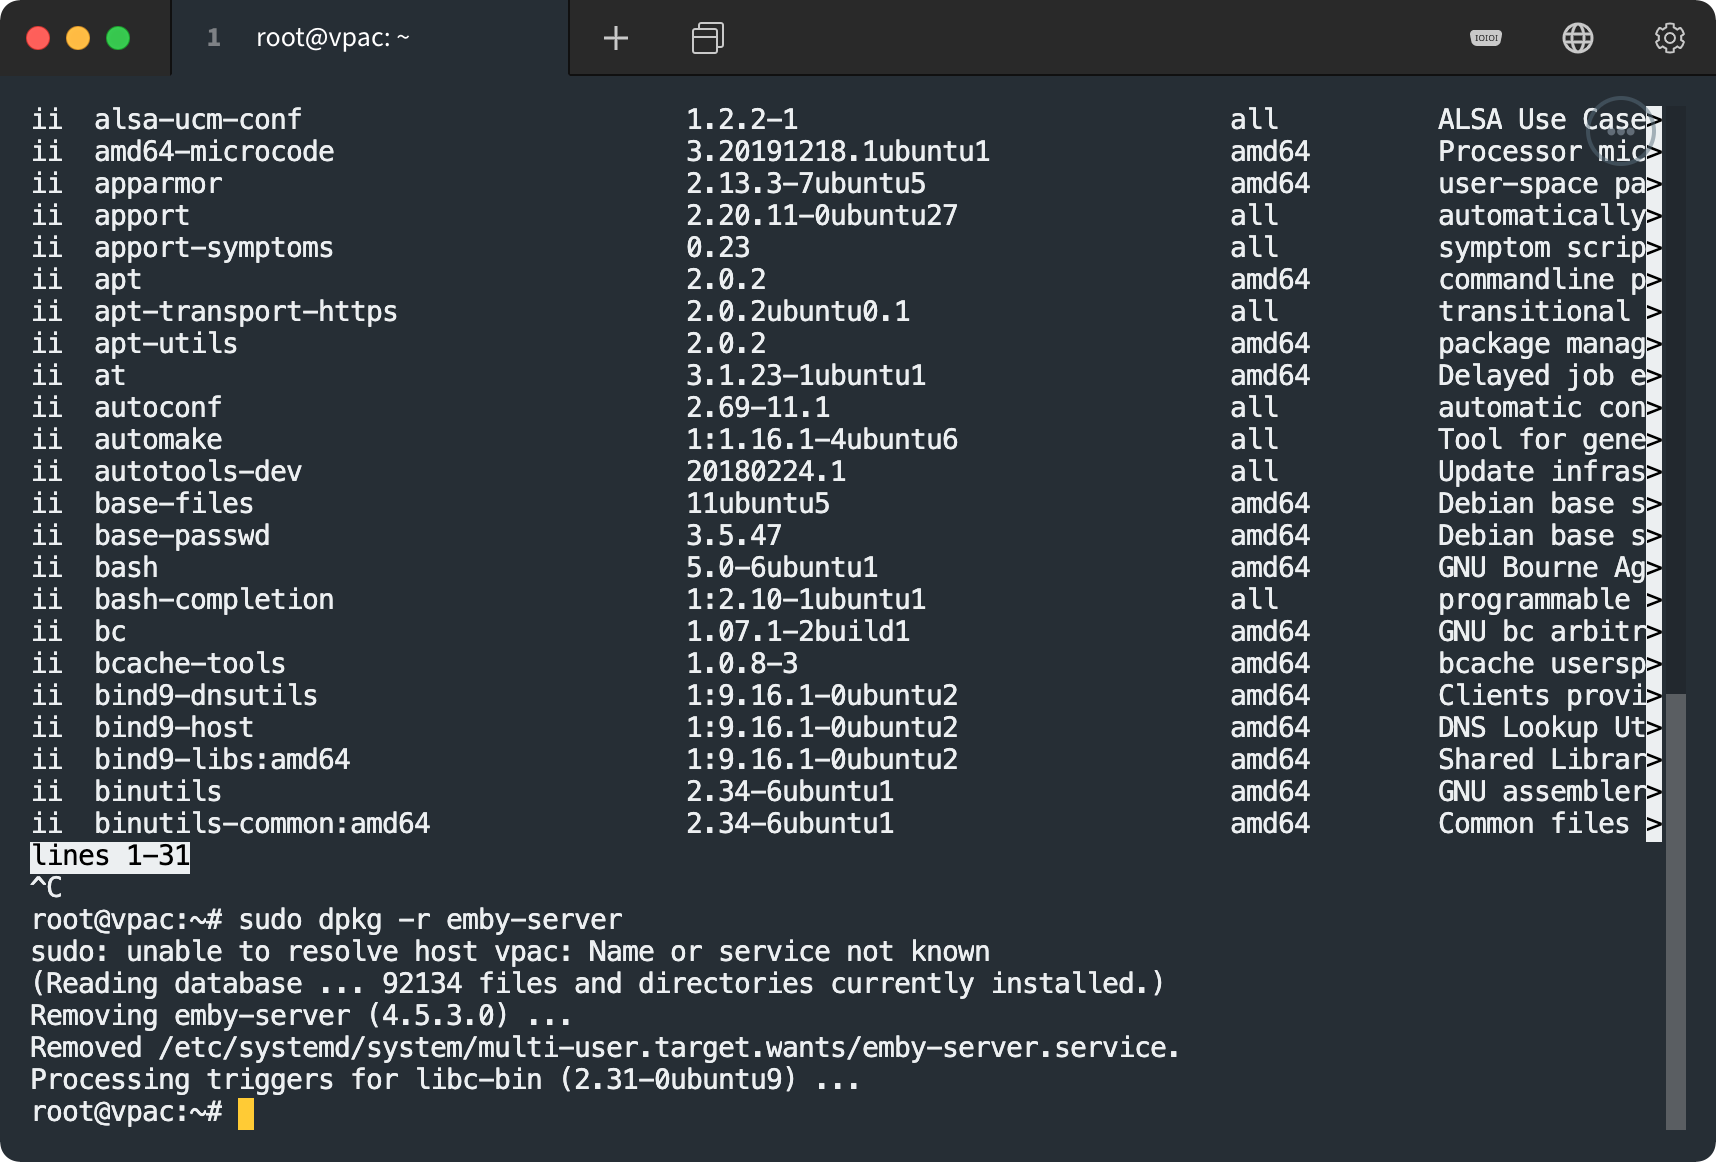 1 root@vpac: ~
IOIOI
ii alsa-ucm-conf 1.2.2-1 all ALSA Use Case>
ii amd64-microcode 3.20191218.1ubuntu1 amd64 Processor mic>
ii apparmor 2.13.3-7ubuntu5 amd64 user-space pa>
ii apport 2.20.11-0ubuntu27 all automatically>
ii apport-symptoms 0.23 all symptom scrip>
ii apt 2.0.2 amd64 commandline p>
ii apt-transport-https 2.0.2ubuntu0.1 all transitional >
ii apt-utils 2.0.2 amd64 package manag>
ii at 3.1.23-1ubuntu1 amd64 Delayed job e>
ii autoconf 2.69-11.1 all automatic con>
ii automake 1:1.16.1-4ubuntu6 all Tool for gene>
ii autotools-dev 20180224.1 all Update infras>
ii base-files 11ubuntu5 amd64 Debian base s>
ii base-passwd 3.5.47 amd64 Debian base s>
ii bash 5.0-6ubuntu1 amd64 GNU Bourne Ag>
ii bash-completion 1:2.10-1ubuntu1 all programmable >
ii bc 1.07.1-2build1 amd64 GNU bc arbitr>
ii bcache-tools 1.0.8-3 amd64 bcache usersp>
ii bind9-dnsutils 1:9.16.1-0ubuntu2 amd64 Clients provi>
ii bind9-host 1:9.16.1-0ubuntu2 amd64 DNS Lookup Ut>
ii bind9-libs:amd64 1:9.16.1-0ubuntu2 amd64 Shared Librar>
ii binutils 2.34-6ubuntu1 amd64 GNU assembler>
ii binutils-common:amd64 2.34-6ubuntu1 amd64 Common files >
lines 1-31
^C
root@vpac:~# sudo dpkg -r emby-server
sudo: unable to resolve host vpac: Name or service not known
(Reading database ... 92134 files and directories currently installed.)
Removing emby-server (4.5.3.0) ...
Removed /etc/systemd/system/multi-user.target.wants/emby-server.service.
Processing triggers for libc-bin (2.31-0ubuntu9) ...
root@vpac:~#